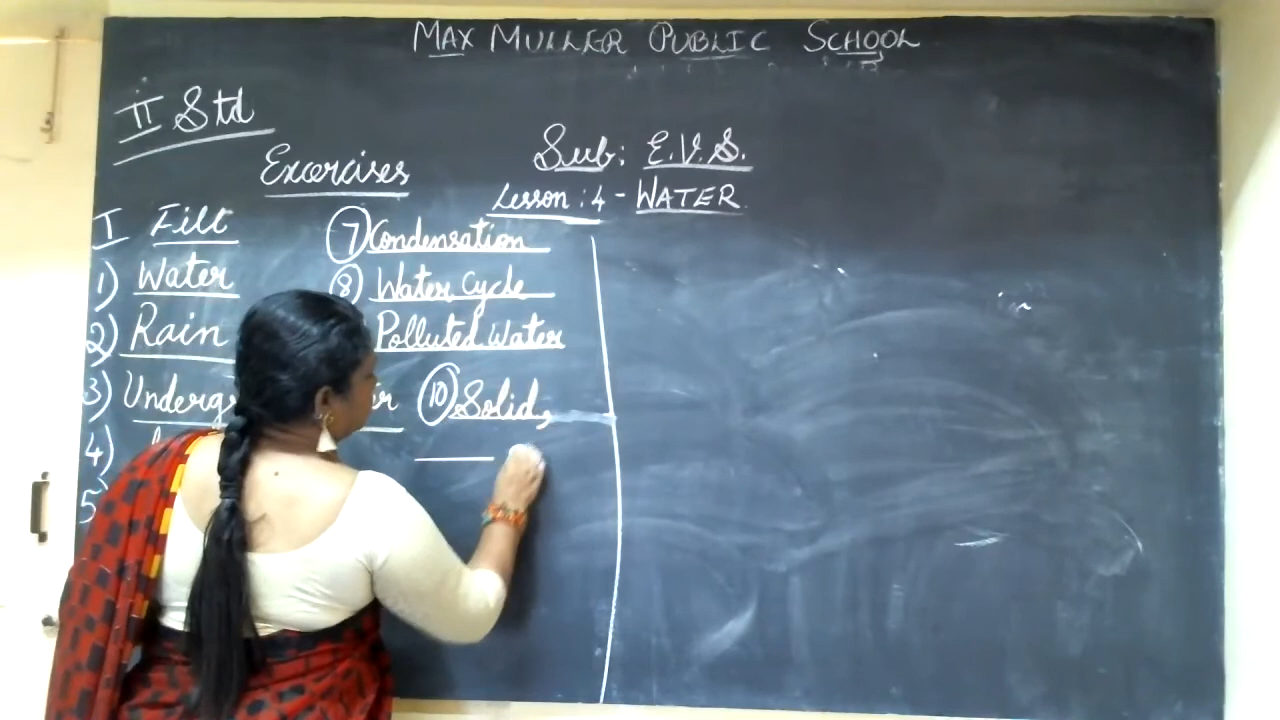 MAX MULLER PUBLIC SCHOOL
II Std
Sub: E.V.S.
Exercises
Lesson : 4 - WATER
I Fill
1) Water
2) Rain
3)
4)
5
7 Condensation
8 Water Cycle
Polluted Water
10 Solid,